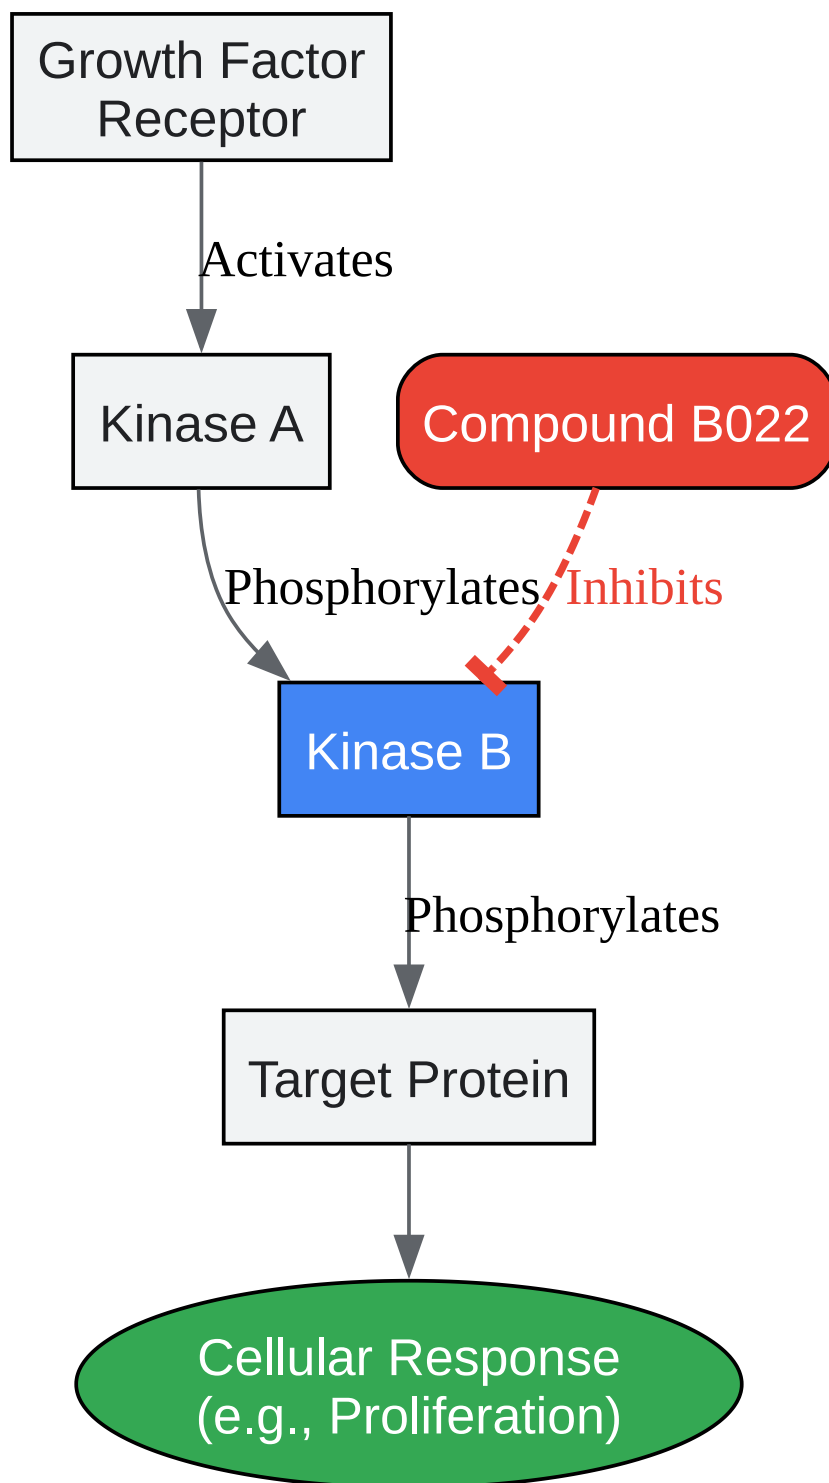 Growth Factor
Receptor
Activates
Kinase A
Compound B022
Phosphorylates
Inhibits
Kinase B
Phosphorylates
Target Protein
Cellular Response
(e.g., Proliferation)